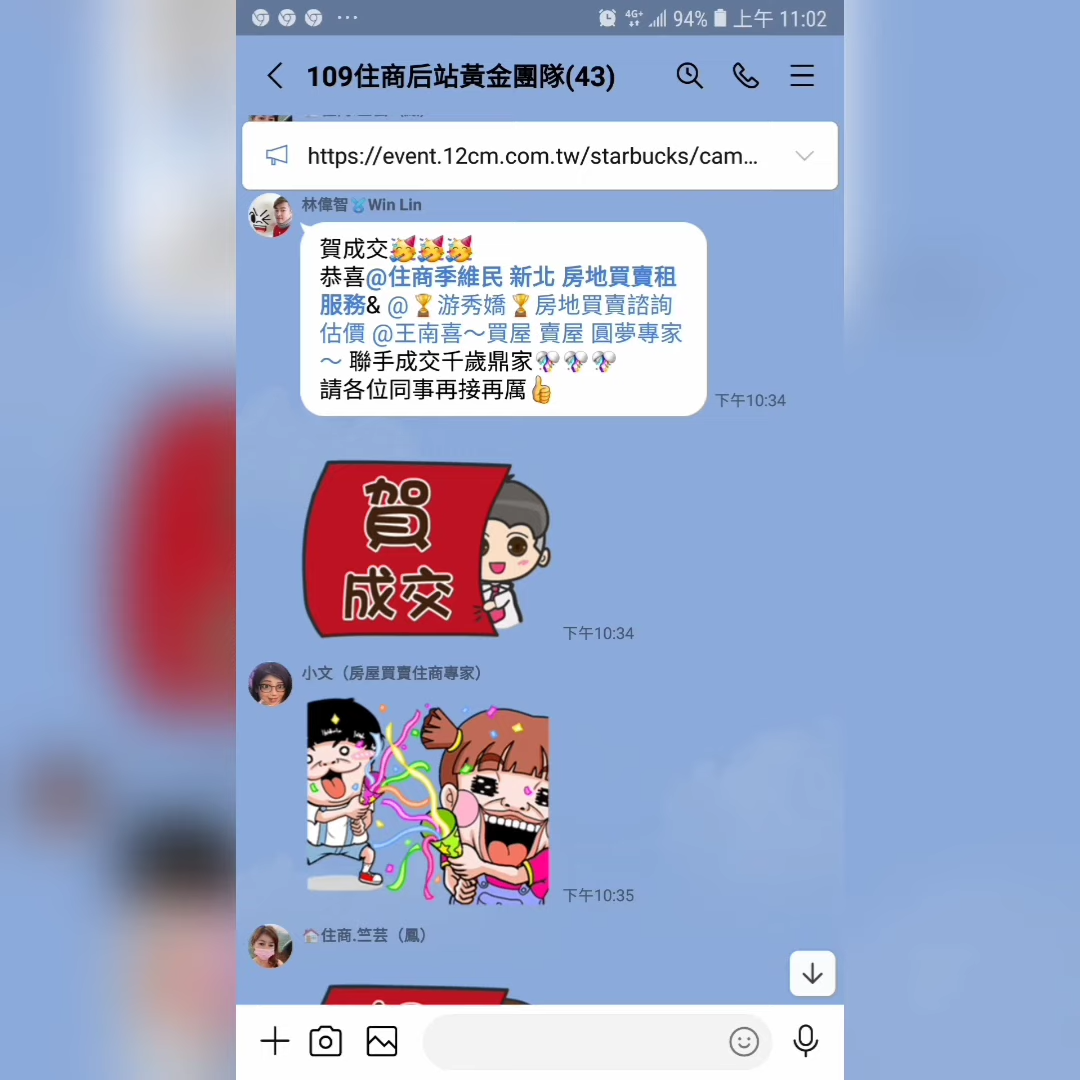 4G+ 94% 上午 11:02
109住商后站黃金團隊(43)
https://event.12cm.com.tw/starbucks/cam...
林偉智🥇Win Lin
賀成交🥳🥳🥳
恭喜@住商季維民 新北 房地買賣租
服務& @🏆游秀嬌🏆房地買賣諮詢
估價 @王南喜～買屋 賣屋 圓夢專家
～ 聯手成交千歲鼎家🎊🎊🎊
請各位同事再接再厲👍
下午10:34
賀
成交
下午10:34
小文（房屋買賣住商專家）
下午10:35
🏠住商.竺芸（鳳）